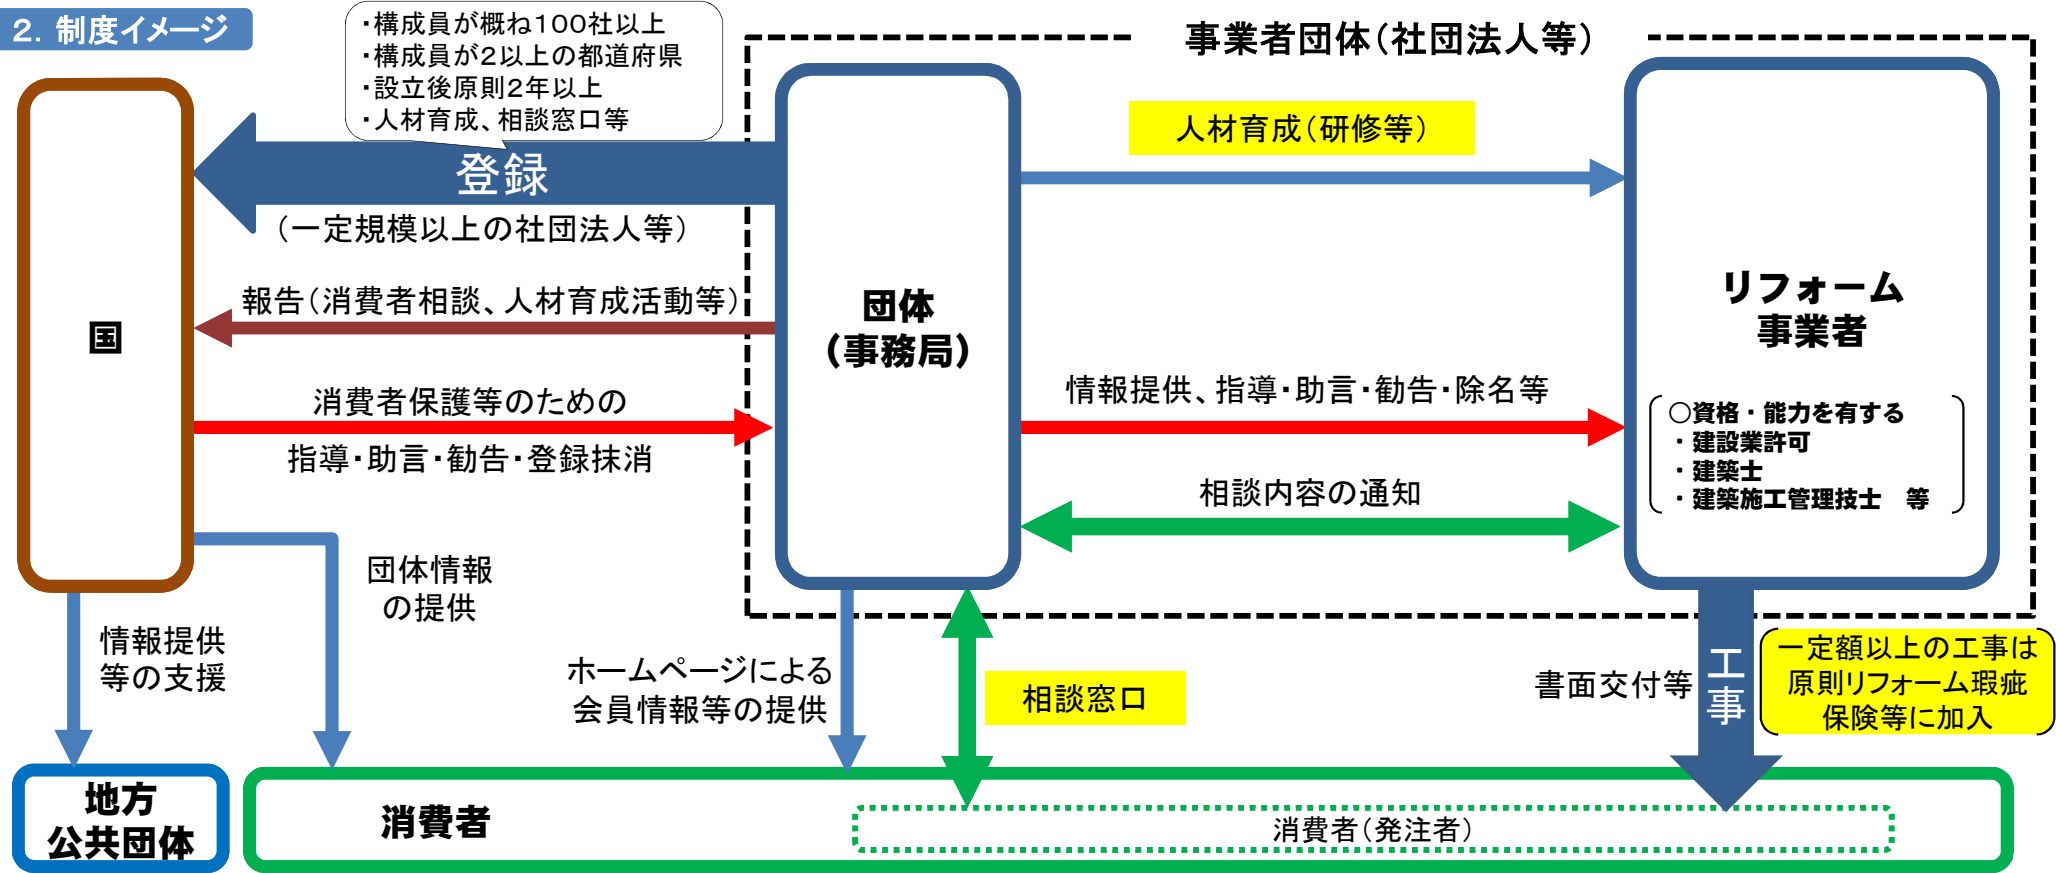 ２．制度イメージ
・構成員が概ね１００社以上
・構成員が２以上の都道府県
・設立後原則２年以上
・人材育成、相談窓口等
事業者団体（社団法人等）
登録
（一定規模以上の社団法人等）
人材育成（研修等）
報告（消費者相談、人材育成活動等）
国
団体
（事務局）
リフォーム
事業者
消費者保護等のための
指導・助言・勧告・登録抹消
情報提供、指導・助言・勧告・除名等
○資格・能力を有する
・建設業許可
・建築士
・建築施工管理技士　等
相談内容の通知
団体情報
の提供
情報提供
等の支援
ホームページによる
会員情報等の提供
相談窓口
書面交付等
工事
一定額以上の工事は
原則リフォーム瑕疵
保険等に加入
地方
公共団体
消費者
消費者（発注者）